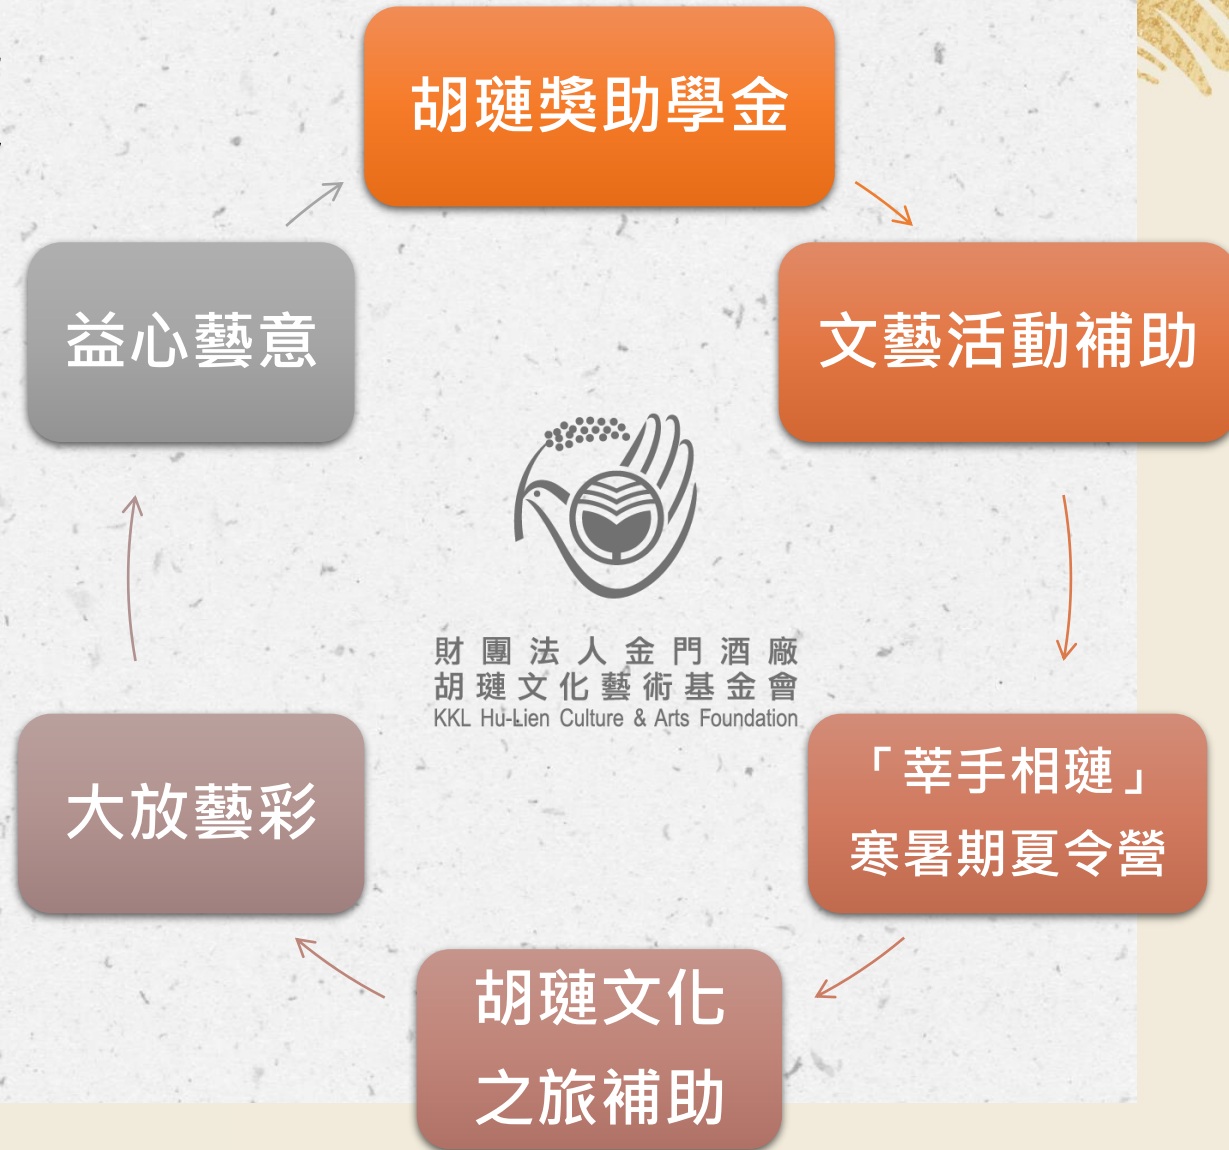 胡璉獎助學金
益心藝意
文藝活動補助
財團法人金門酒廠
胡璉文化藝術基金會
KKL Hu-Lien Culture & Arts Foundation
大放藝彩
「莘手相璉」
寒暑期夏令營
胡璉文化
之旅補助